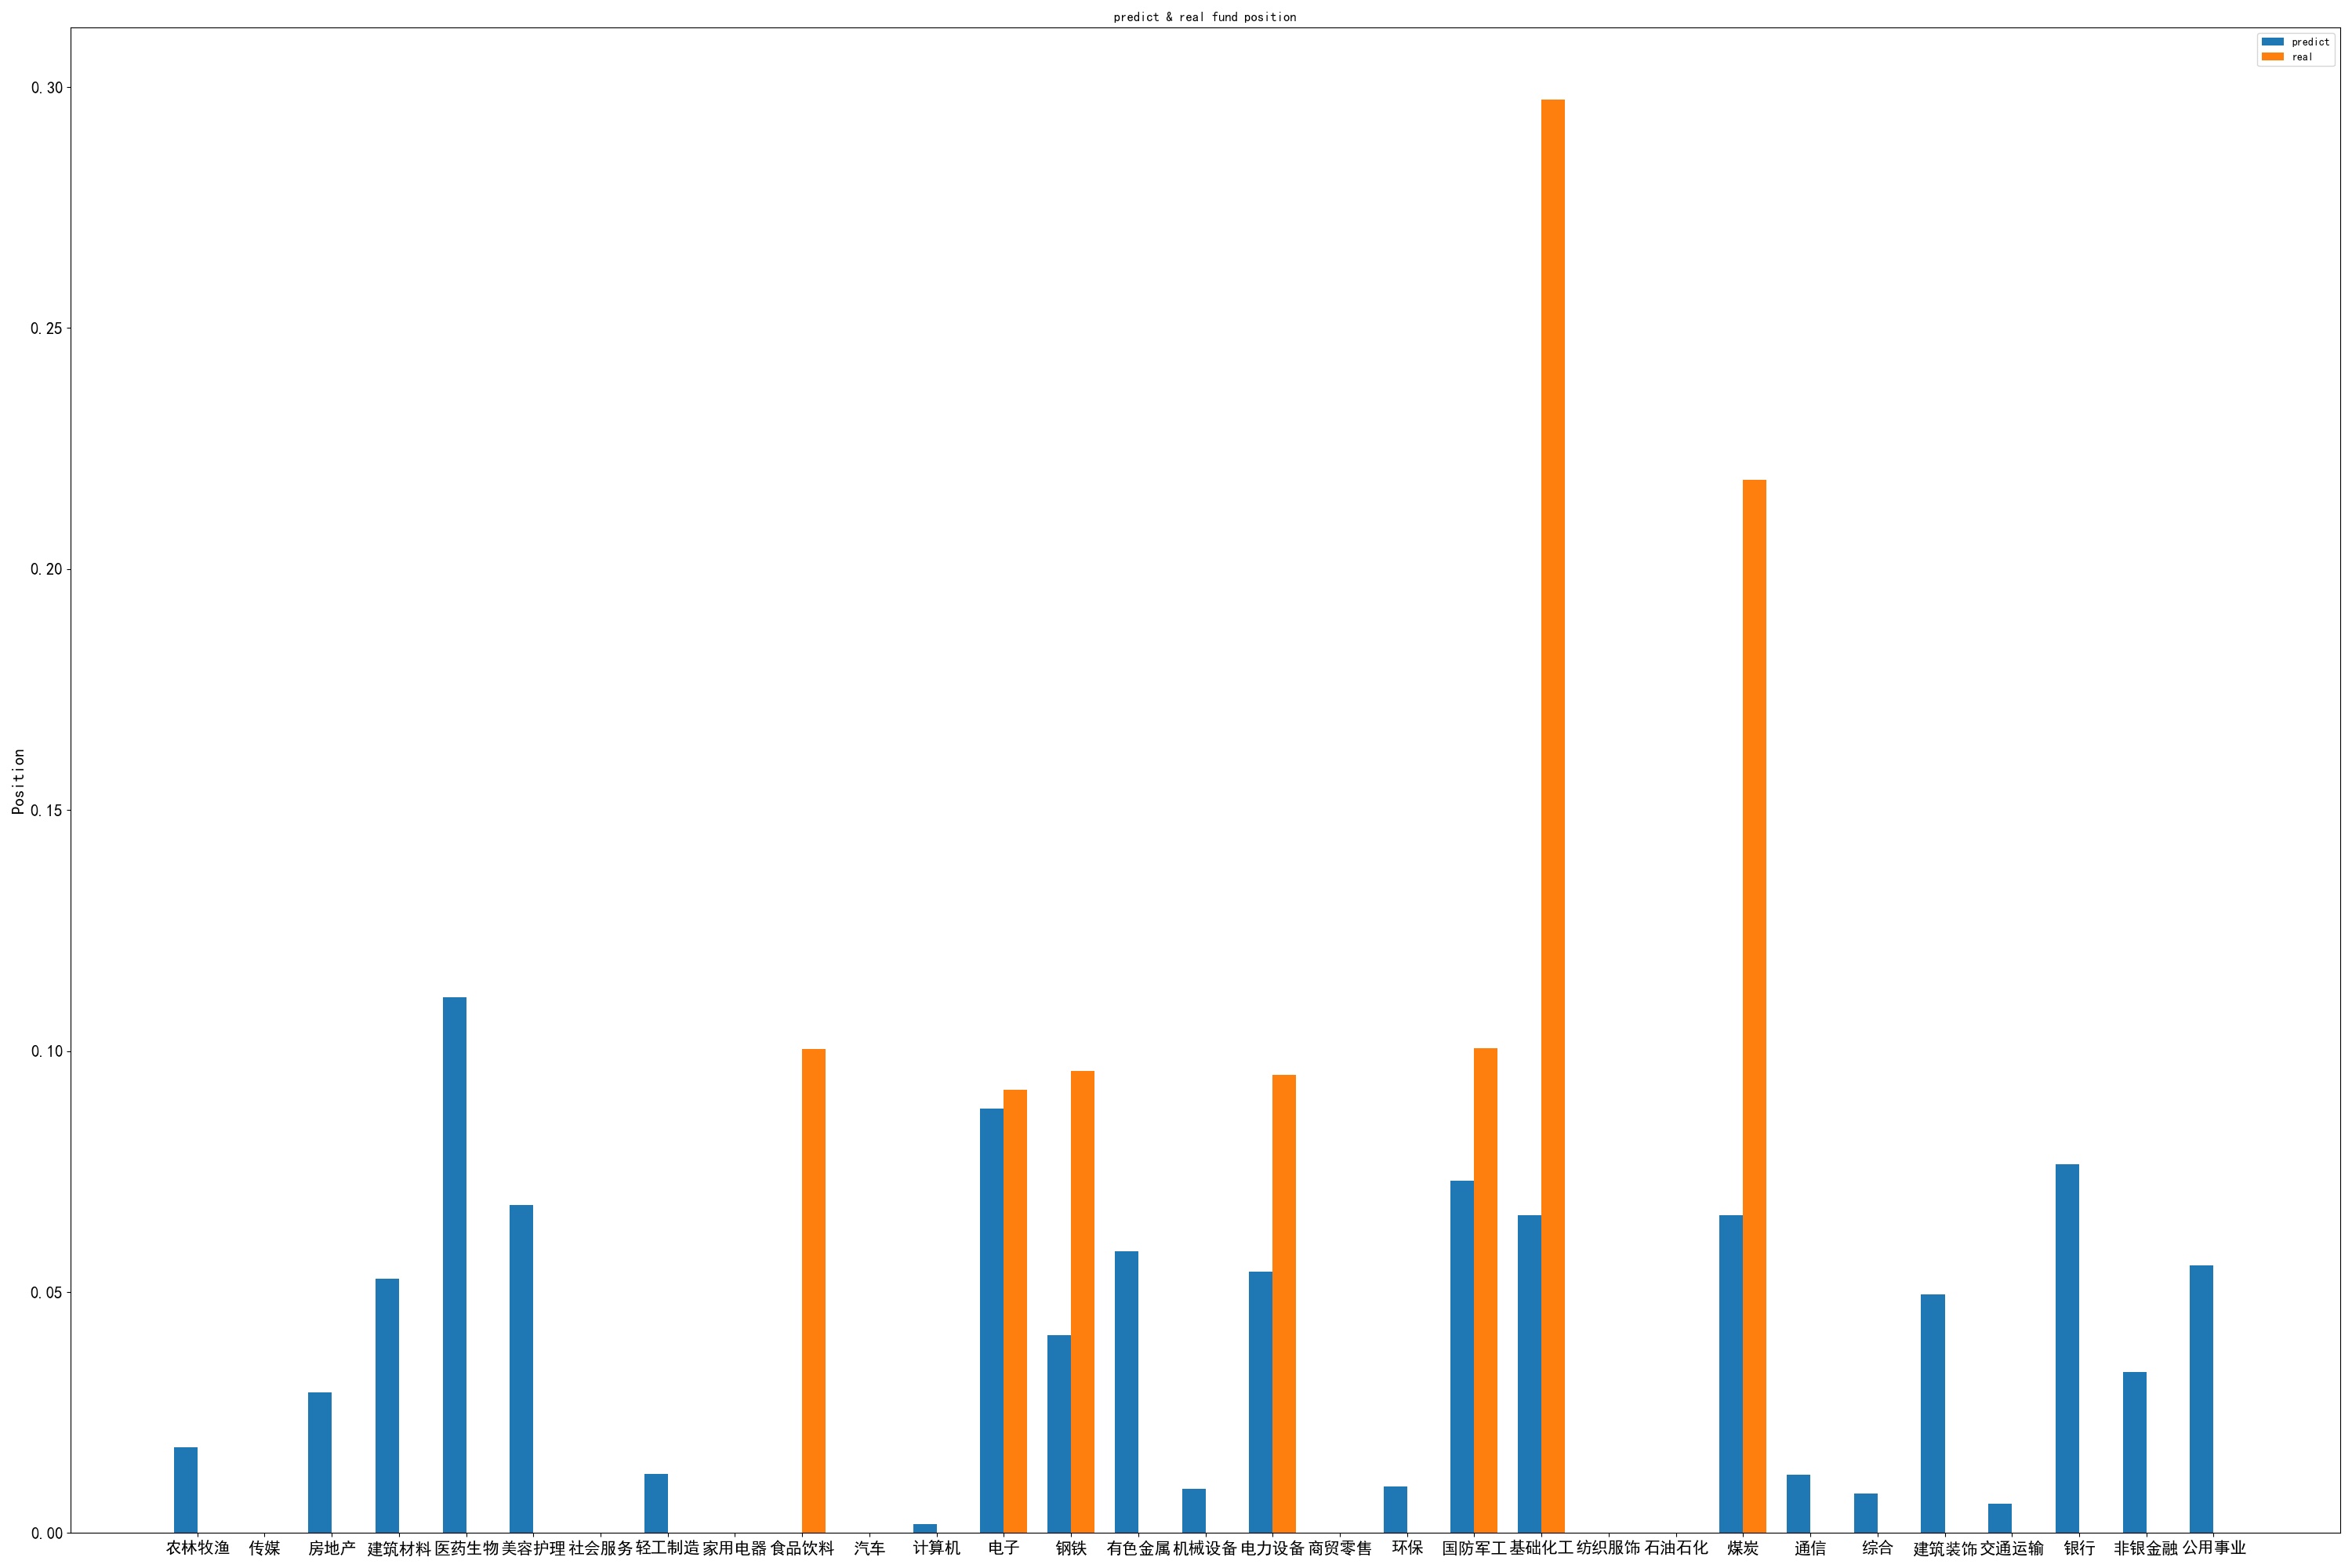 predict & real fund position
predict
real
0.30
0.25
0.20
0.15
0.10
0.05
0.00
Position
农林牧渔 传媒 房地产 建筑材料 医药生物 美容护理 社会服务 轻工制造 家用电器 食品饮料 汽车 计算机 电子 钢铁 有色金属 机械设备 电力设备 商贸零售 环保 国防军工 基础化工 纺织服饰 石油石化 煤炭 通信 综合 建筑装饰 交通运输 银行 非银金融 公用事业